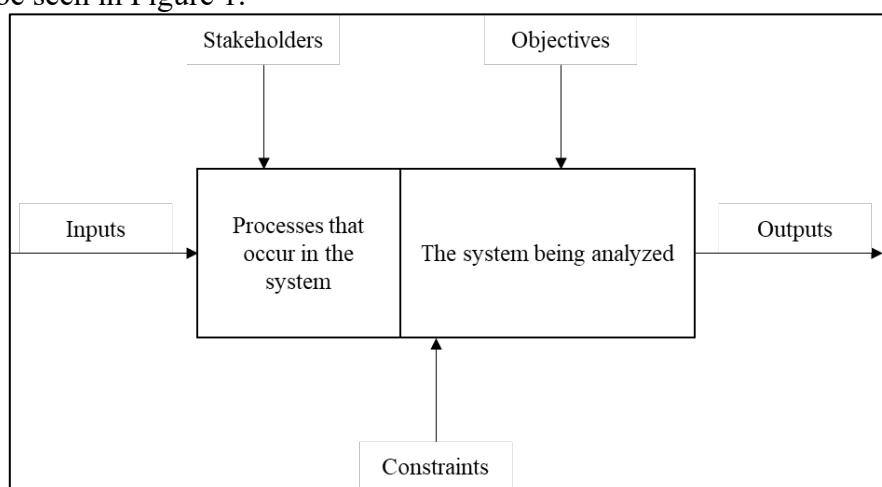 be seen in Figure 1.
Stakeholders
Objectives
Inputs
Processes that
occur in the
system
The system being analyzed
Outputs
Constraints